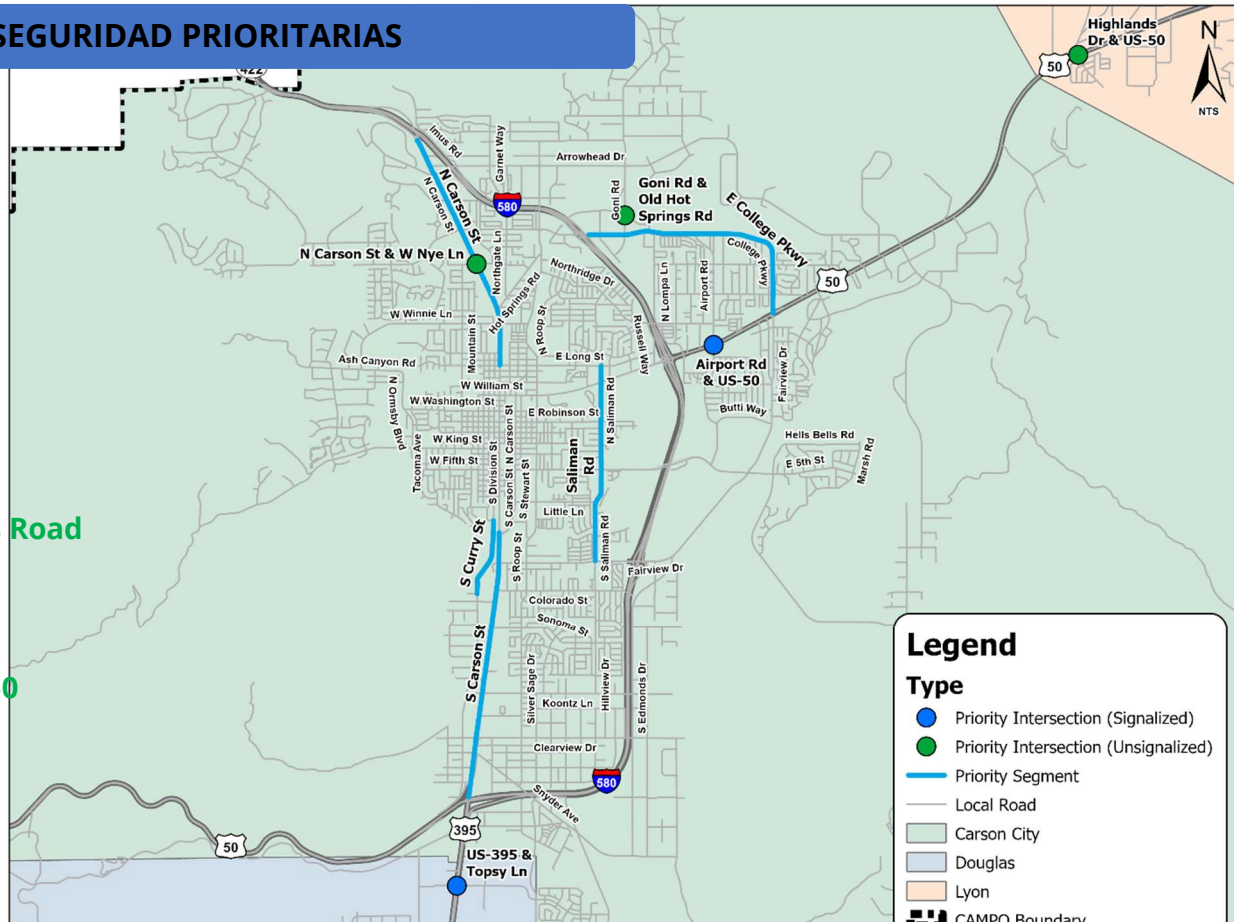 SEGURIDAD PRIORITARIAS
Highlands
Dr & US-50
N
NTS
50
422
Imus Rd
Garnet Way
Arrowhead Dr
N Carson St
N Carson St
580
Goni Rd
Goni Rd &
Old Hot
Springs Rd
E College Pkwy
College Pkwy
N Carson St & W Nye Ln
Northgate Ln
Northridge Dr
N Lompa Ln
Airport Rd
50
Hot Springs Rd
W Winnie Ln
Mountain St
N Roop St
Russell Way
Ash Canyon Rd
E Long St
Airport Rd
& US-50
Fairview Dr
W William St
N Ormsby Blvd
W Washington St
N Saliman Rd
E Robinson St
Butti Way
N Carson St
W King St
Tacoma Ave
W Fifth St
S Division St
S Carson St
S Stewart St
Saliman
Rd
Hells Bells Rd
E 5th St
Marsh Rd
Road
Little Ln
S Curry St
S Roop St
S Saliman Rd
Fairview Dr
Colorado St
Sonoma St
S Carson St
Silver Sage Dr
Hillview Dr
S Edmonds Dr
Koontz Ln
0
Clearview Dr
580
Snyder Ave
395
50
US-395 &
Topsy Ln
Legend
Type
Priority Intersection (Signalized)
Priority Intersection (Unsignalized)
Priority Segment
Local Road
Carson City
Douglas
Lyon
CAMPO Boundary